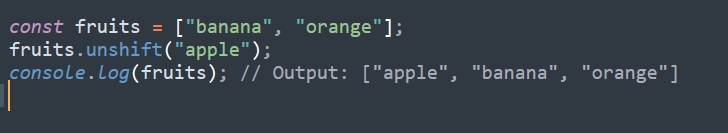 const fruits = ["banana", "orange"];
fruits.unshift("apple");
console.log(fruits); // Output: ["apple", "banana", "orange"]